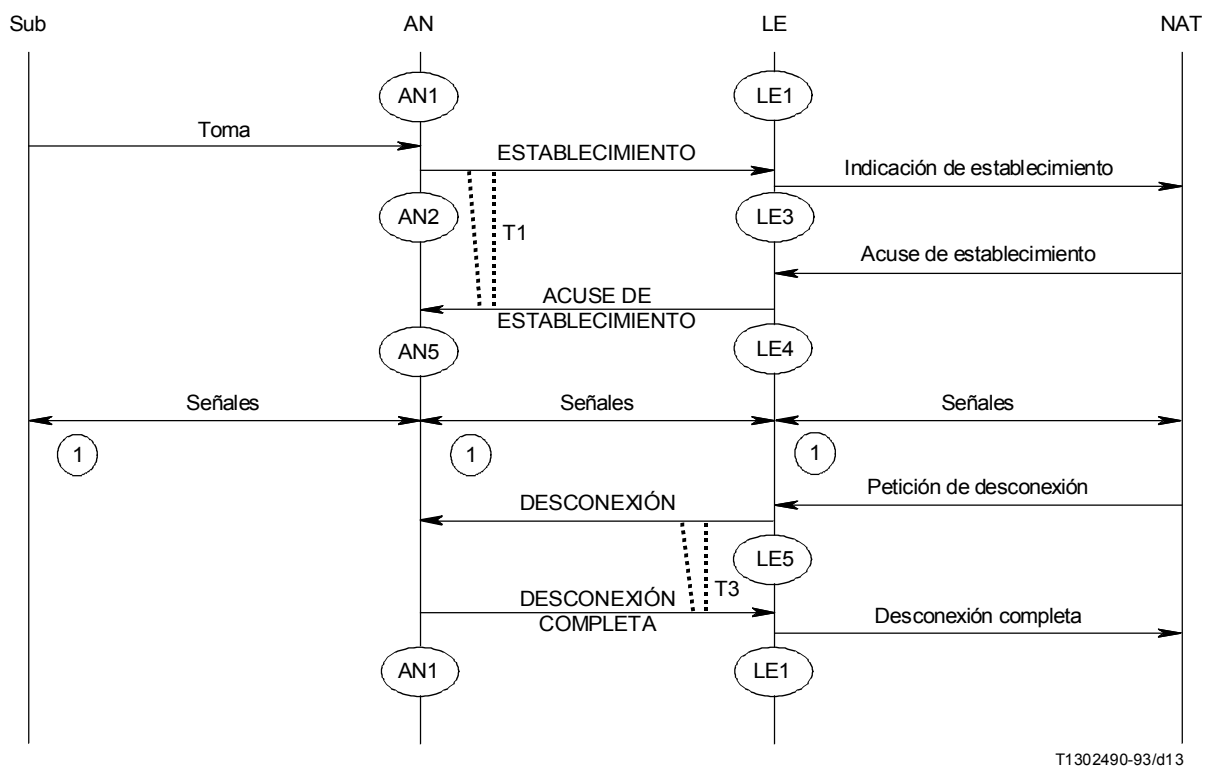 Sub AN LE NAT
AN1 LE1
Toma
ESTABLECIMIENTO
Indicación de establecimiento
AN2 LE3
T1
Acuse de establecimiento
ACUSE DE
ESTABLECIMIENTO
AN5 LE4
Señales Señales Señales
1 1 1
Petición de desconexión
DESCONEXIÓN
LE5
T3
DESCONEXIÓN
COMPLETA
Desconexión completa
AN1 LE1
T1302490-93/d13